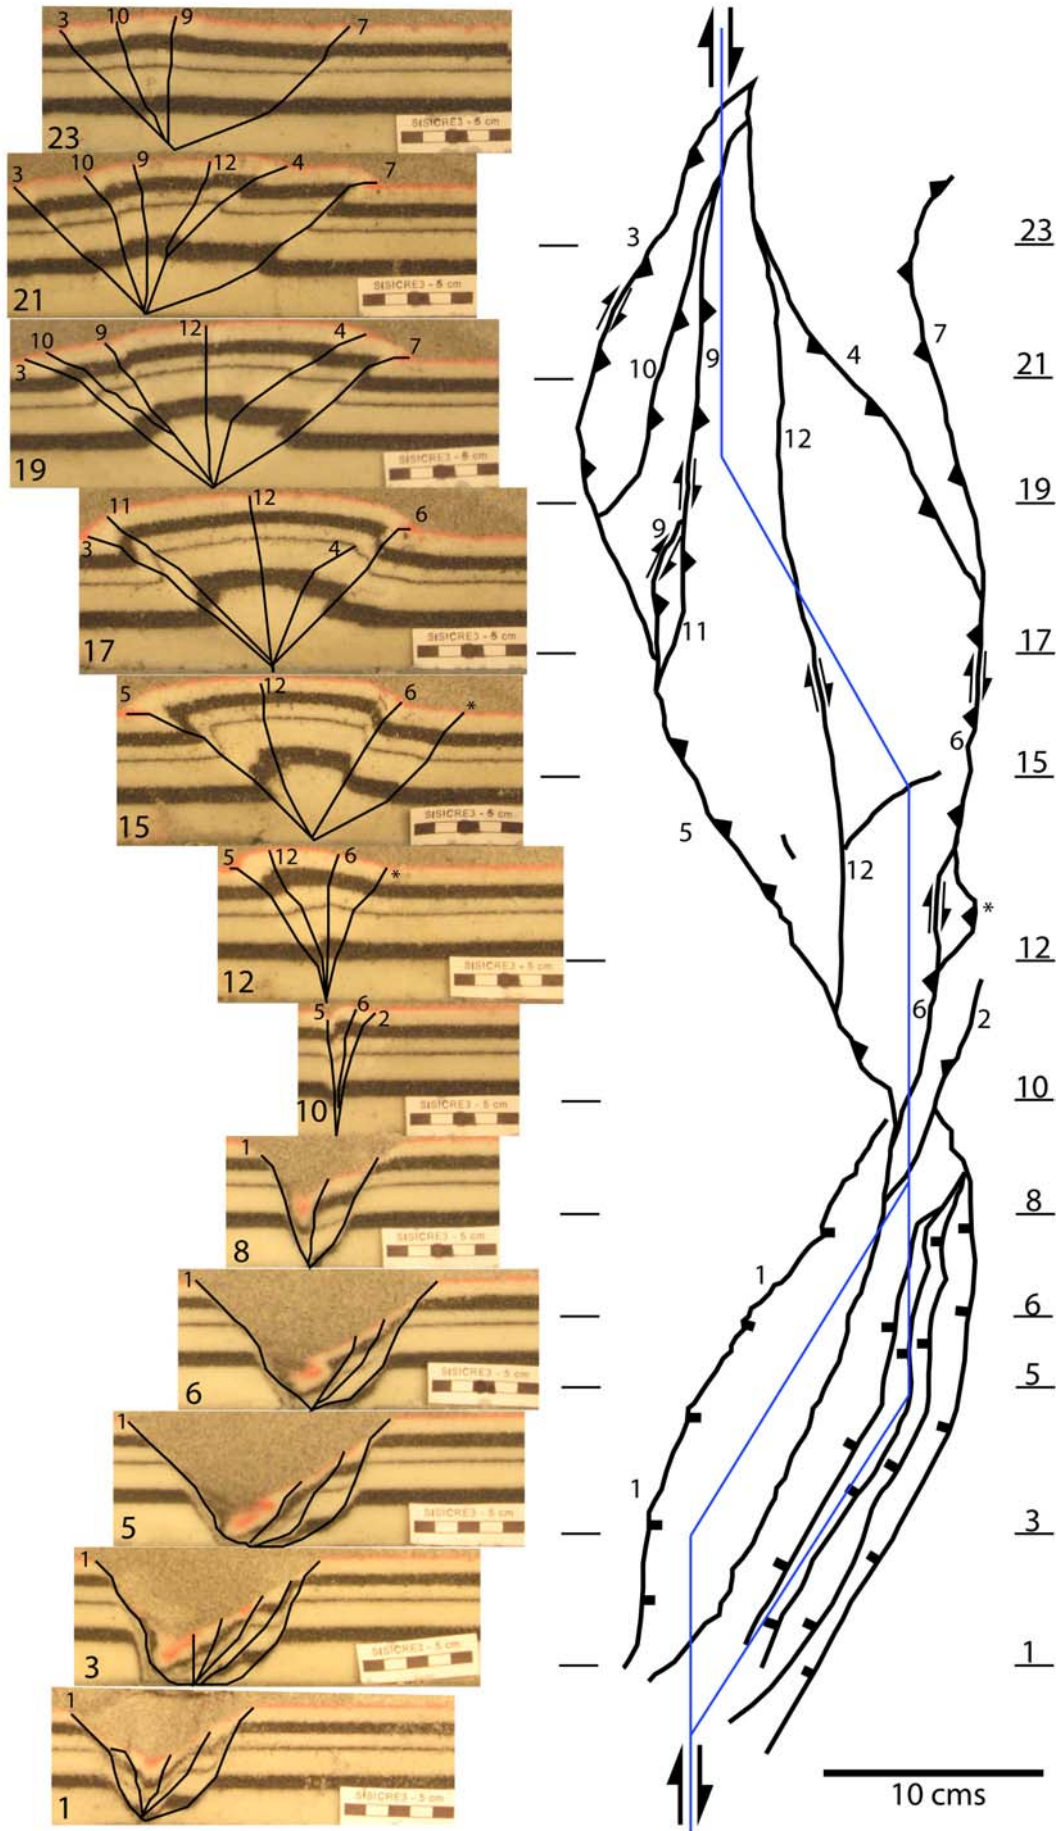 3 10 9 7
SISICRE3 - 5 cm
23
3 10 9 12 4 7
SISICRE3 - 5 cm
21
10 9 12 4 7
3
SISICRE3 - 5 cm
19
11 12 6
3 4
SISICRE3 - 5 cm
17
5 12 6 *
SISICRE3 - 5 cm
15
5 12 6 *
SISICRE3 - 5 cm
12
5 6 2
SISICRE3 - 5 cm
10
1
SISICRE3 - 5 cm
8
1
SISICRE3 - 5 cm
6
1
SISICRE3 - 5 cm
5
1
SISICRE3 - 5 cm
3
1
SISICRE3 - 5 cm
1
3
23
7
4
10 9
21
12
19
9
11
17
6
15
5
12
*
12
6 2
10
8
1
6
5
1
3
1
10 cms